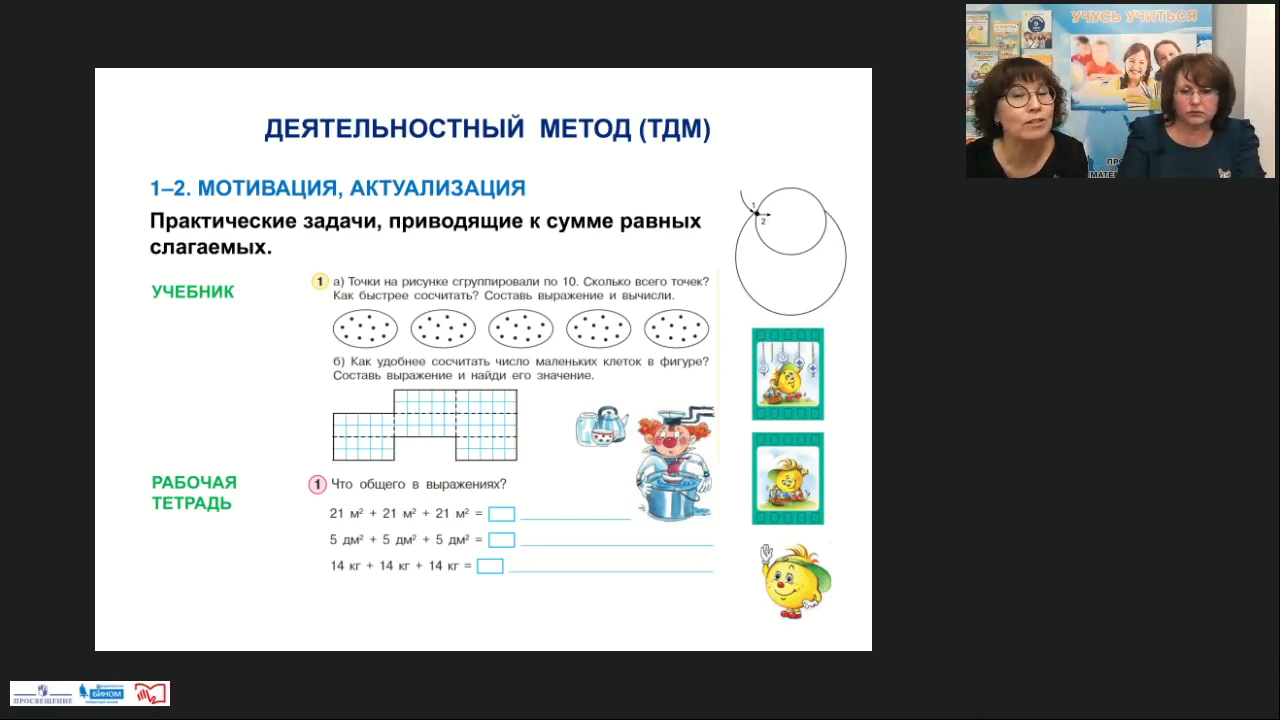 УЧУСЬ УЧИТЬСЯ
ДЕЯТЕЛЬНОСТНЫЙ МЕТОД (ТДМ)
1–2. МОТИВАЦИЯ, АКТУАЛИЗАЦИЯ
Практические задачи, приводящие к сумме равных
слагаемых.
1
2
УЧЕБНИК
1 а) Точки на рисунке сгруппировали по 10. Сколько всего точек?
Как быстрее сосчитать? Составь выражение и вычисли.
б) Как удобнее сосчитать число маленьких клеток в фигуре?
Составь выражение и найди его значение.
РАБОЧАЯ
ТЕТРАДЬ
1 Что общего в выражениях?
21 м² + 21 м² + 21 м² =
5 дм² + 5 дм² + 5 дм² =
14 кг + 14 кг + 14 кг =
ПРОСВЕЩЕНИЕ
БИНОМ